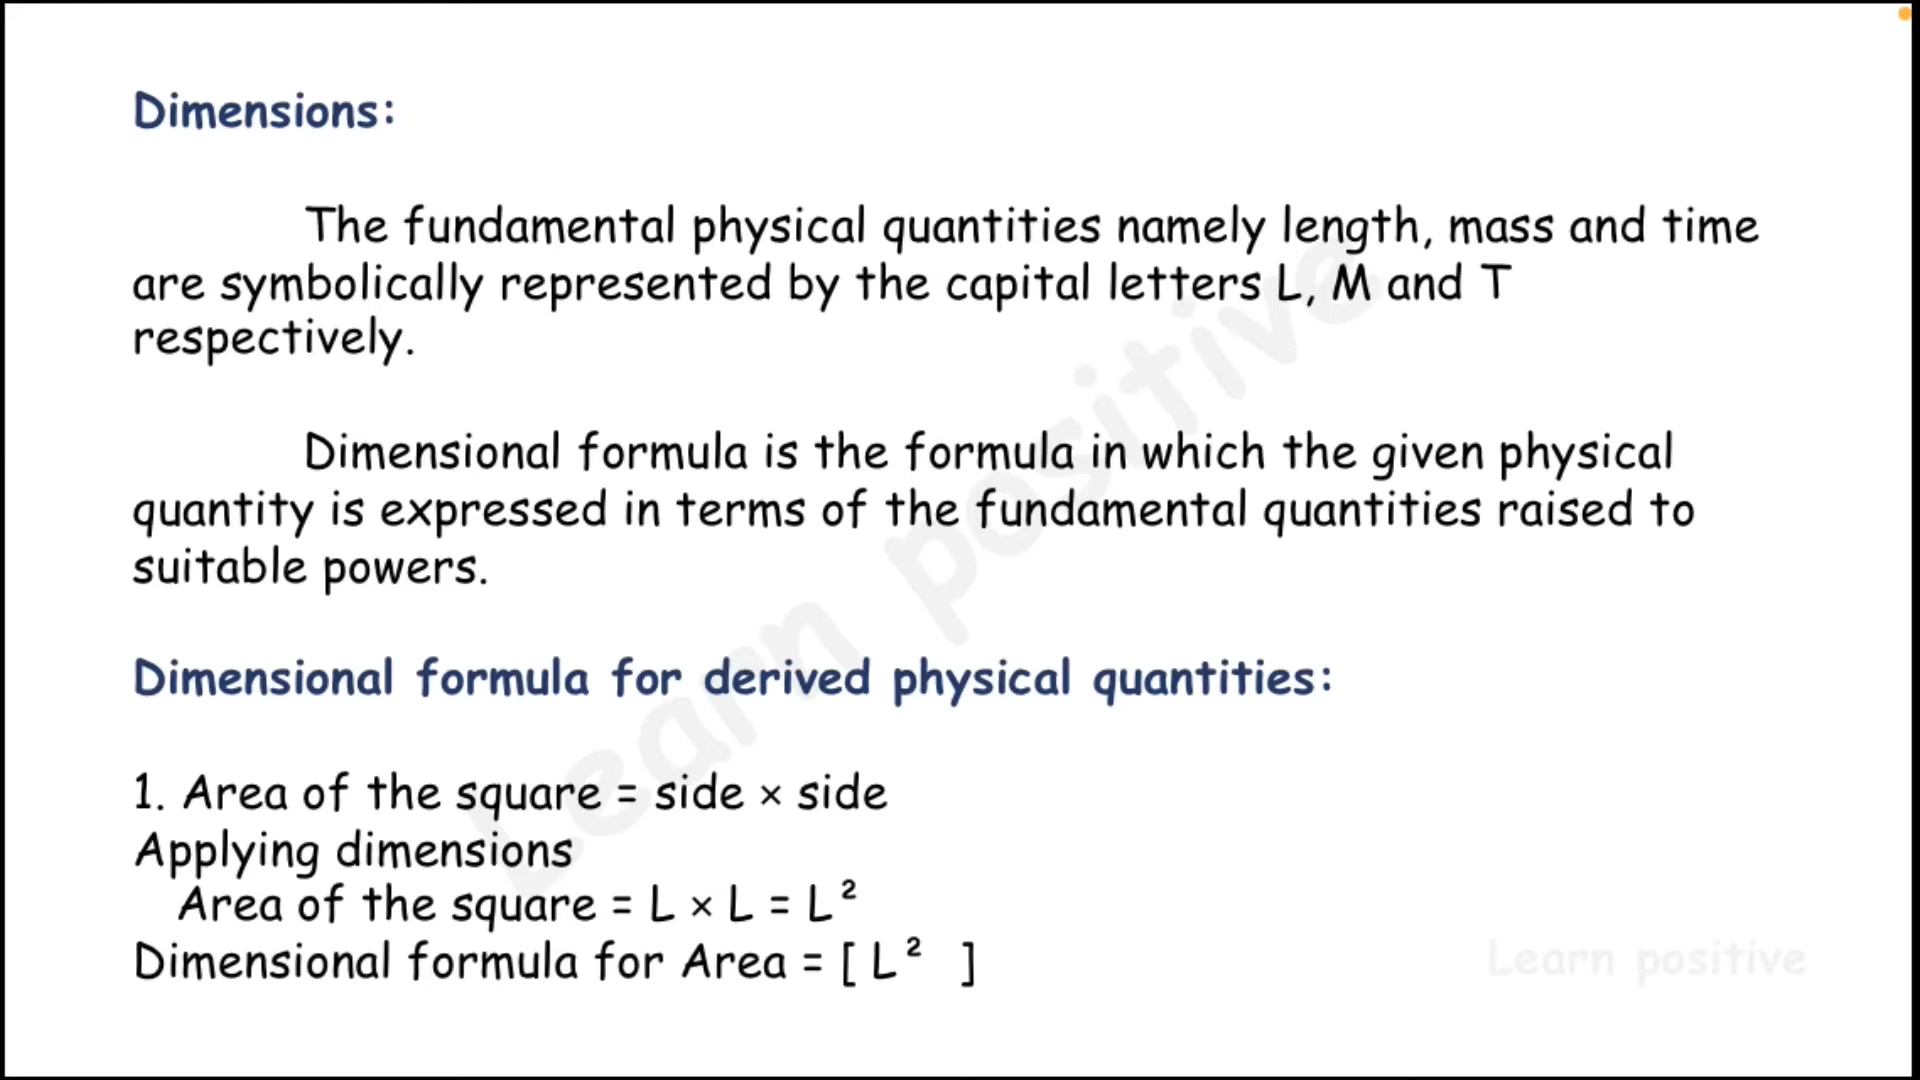 Dimensions:
The fundamental physical quantities namely length, mass and time
are symbolically represented by the capital letters L, M and T
respectively.
Dimensional formula is the formula in which the given physical
quantity is expressed in terms of the fundamental quantities raised to
suitable powers.
Dimensional formula for derived physical quantities:
1. Area of the square = side × side
Applying dimensions
Area of the square = L × L = L²
Dimensional formula for Area = [ L² ]
Learn positive
Learn positive